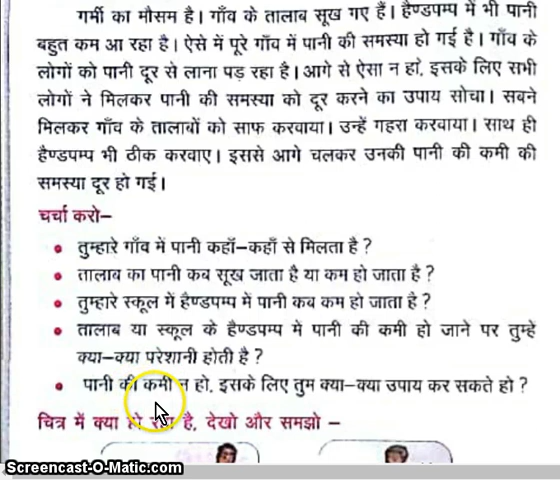 गर्मी का मौसम है। गाँव के तालाब सूख गए हैं। हैण्डपम्प में भी पानी
बहुत कम आ रहा है। ऐसे में पूरे गाँव में पानी की समस्या हो गई है। गाँव के
लोगों को पानी दूर से लाना पड़ रहा है। आगे से ऐसा न हो, इसके लिए सभी
लोगों ने मिलकर पानी की समस्या को दूर करने का उपाय सोचा। सबने
मिलकर गाँव के तालाबों को साफ करवाया। उन्हें गहरा करवाया। साथ ही
हैण्डपम्प भी ठीक करवाए। इससे आगे चलकर उनकी पानी की कमी की
समस्या दूर हो गई।
चर्चा करो–
• तुम्हारे गाँव में पानी कहाँ–कहाँ से मिलता है ?
• तालाब का पानी कब सूख जाता है या कम हो जाता है ?
• तुम्हारे स्कूल में हैण्डपम्प में पानी कब कम हो जाता है ?
• तालाब या स्कूल के हैण्डपम्प में पानी की कमी हो जाने पर तुम्हें
क्या–क्या परेशानी होती है ?
• पानी की कमी न हो, इसके लिए तुम क्या–क्या उपाय कर सकते हो ?
चित्र में क्या हो रहा है, देखो और समझो –
Screencast-O-Matic.com